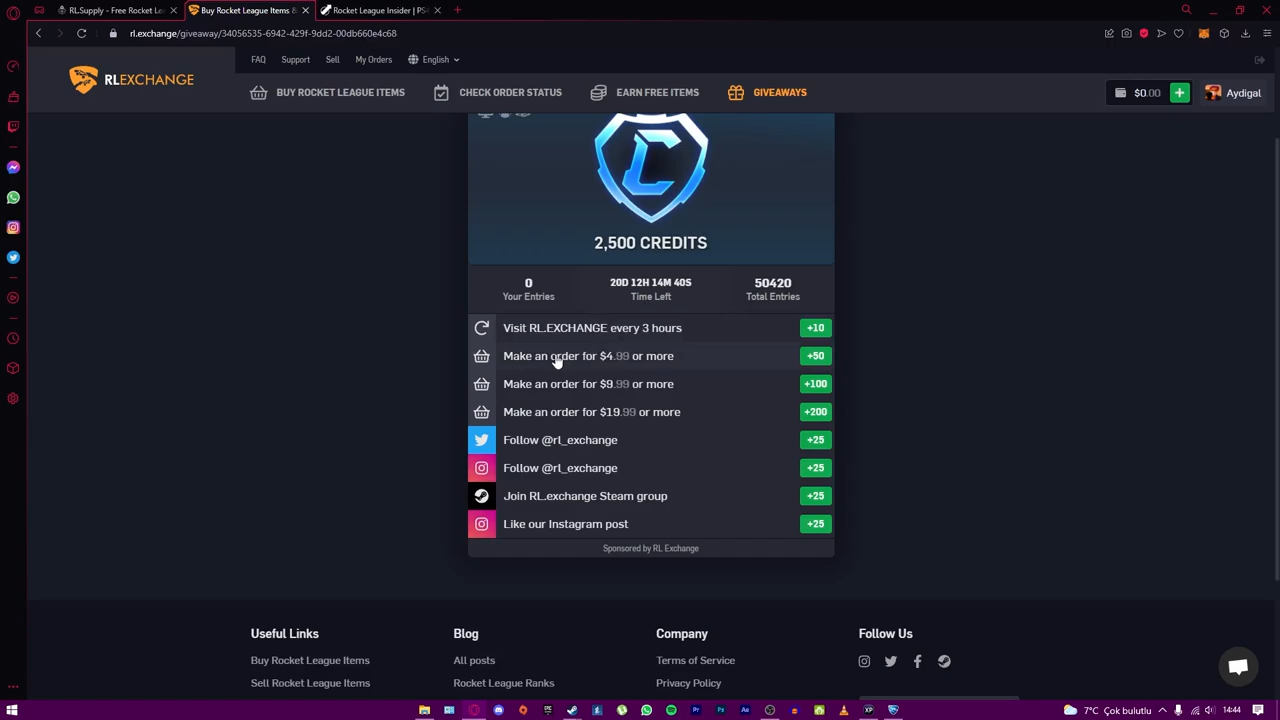 RL.Supply - Free Rocket Le
Buy Rocket League Items &
Rocket League Insider | PS4
rl.exchange/giveaway/34056535-6942-429f-9dd2-00db660e4c68
FAQ Support Sell My Orders English
RLEXCHANGE
BUY ROCKET LEAGUE ITEMS CHECK ORDER STATUS EARN FREE ITEMS GIVEAWAYS
$0.00 + Aydigal
2,500 CREDITS
0 20D 12H 14M 40S 50420
Your Entries Time Left Total Entries
Visit RL.EXCHANGE every 3 hours +10
Make an order for $4.99 or more +50
Make an order for $9.99 or more +100
Make an order for $19.99 or more +200
Follow @rl_exchange +25
Follow @rl_exchange +25
Join RL.exchange Steam group +25
Like our Instagram post +25
Sponsored by RL Exchange
Useful Links Blog Company Follow Us
Buy Rocket League Items All posts Terms of Service
Sell Rocket League Items Rocket League Ranks Privacy Policy
7°C Çok bulutlu 14:44